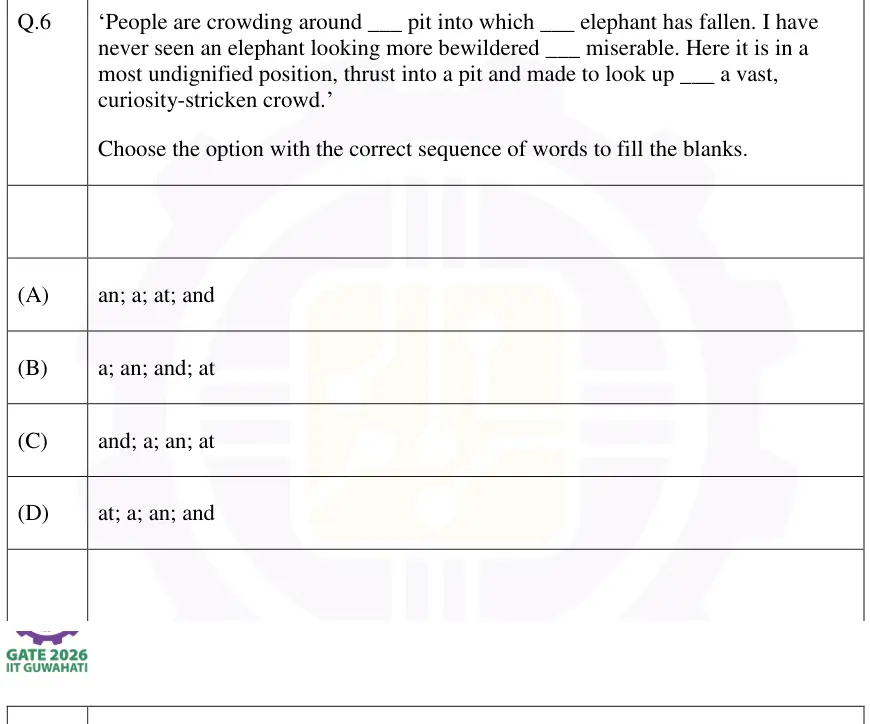 Q.6 ‘People are crowding around ___ pit into which ___ elephant has fallen. I have
never seen an elephant looking more bewildered ___ miserable. Here it is in a
most undignified position, thrust into a pit and made to look up ___ a vast,
curiosity-stricken crowd.’
Choose the option with the correct sequence of words to fill the blanks.
(A) an; a; at; and
(B) a; an; and; at
(C) and; a; an; at
(D) at; a; an; and
GATE 2026
IIT GUWAHATI